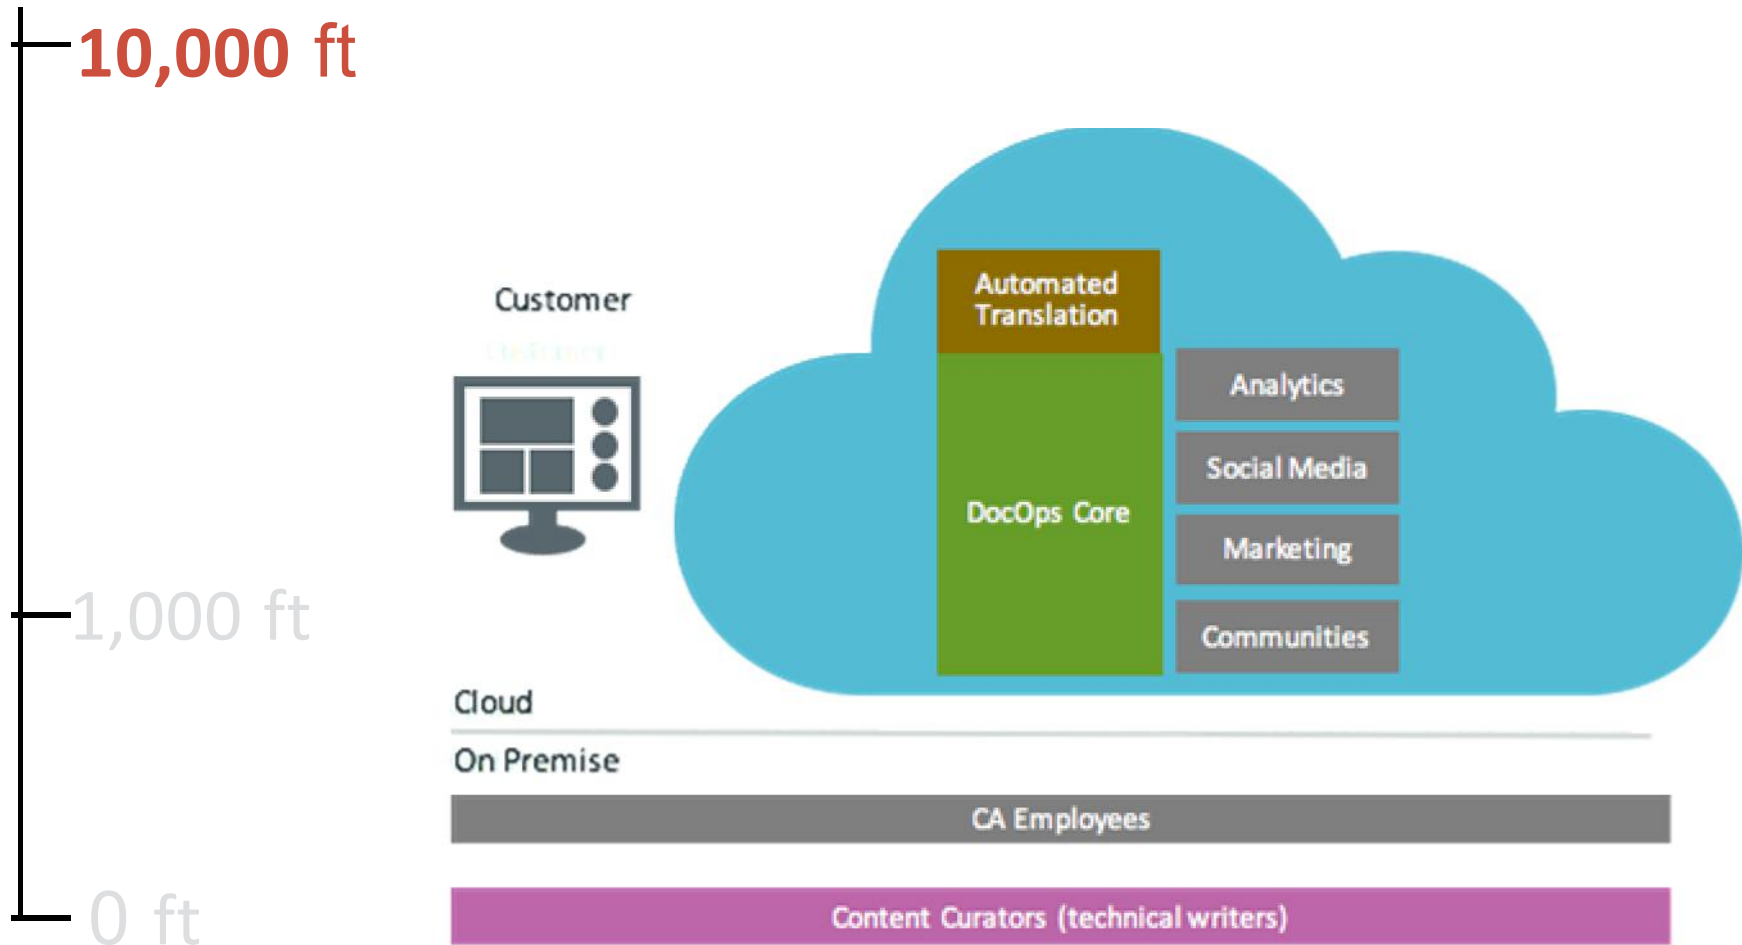 10,000 ft
Customer
Customer
Automated
Translation
Analytics
Social Media
DocOps Core
Marketing
Communities
1,000 ft
Cloud
On Premise
CA Employees
Content Curators (technical writers)
0 ft